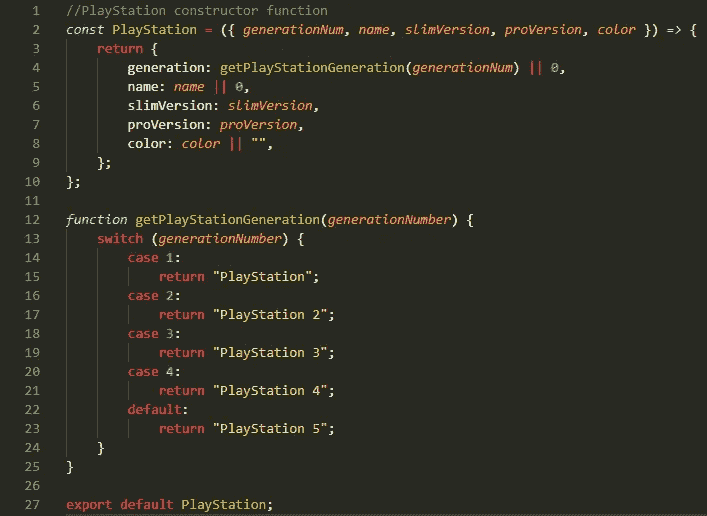 1 //PlayStation constructor function
2 const PlayStation = ({ generationNum, name, slimVersion, proVersion, color }) => {
3 return {
4 generation: getPlayStationGeneration(generationNum) || 0,
5 name: name || 0,
6 slimVersion: slimVersion,
7 proVersion: proVersion,
8 color: color || "",
9 };
10 };
11
12 function getPlayStationGeneration(generationNumber) {
13 switch (generationNumber) {
14 case 1:
15 return "PlayStation";
16 case 2:
17 return "PlayStation 2";
18 case 3:
19 return "PlayStation 3";
20 case 4:
21 return "PlayStation 4";
22 default:
23 return "PlayStation 5";
24 }
25 }
26
27 export default PlayStation;